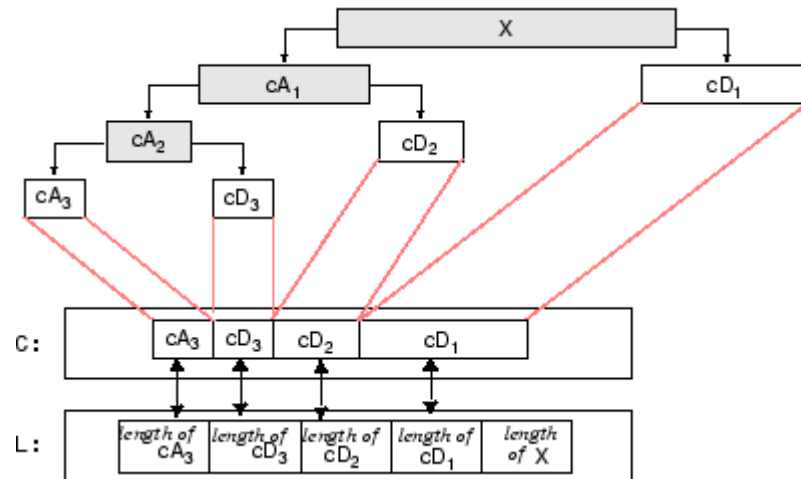 X
cA1 cD1
cA2 cD2
cA3 cD3
C: cA3 cD3 cD2 cD1
length of length of length of length of length
L: cA3 cD3 cD2 cD1 of X